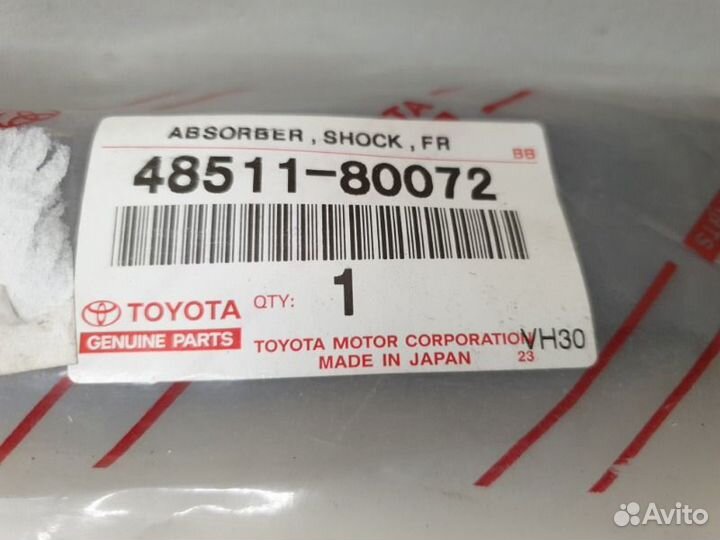 ABSORBER, SHOCK, FR
BB
48511-80072
TOYOTA
GENUINE PARTS
QTY: 1
TOYOTA MOTOR CORPORATION
MADE IN JAPAN
23
VH30
TS
Avito